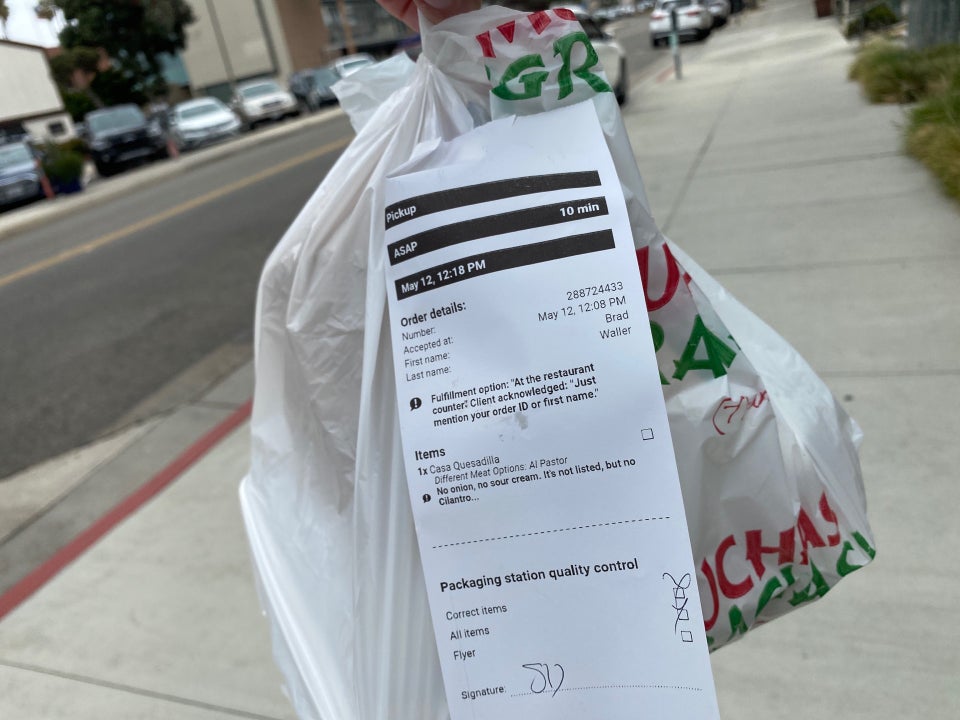 GR
Pickup
ASAP 10 min
May 12, 12:18 PM
Order details:
Number: 288724433
Accepted at: May 12, 12:08 PM
First name: Brad
Last name: Waller
Fulfillment option: "At the restaurant
counter." Client acknowledged: "Just
mention your order ID or first name."
Items
1x Casa Quesadilla
Different Meat Options: Al Pastor
No onion, no sour cream. It's not listed, but no
Cilantro...
Packaging station quality control
Correct items
All items
Flyer
Signature:
UCHAS